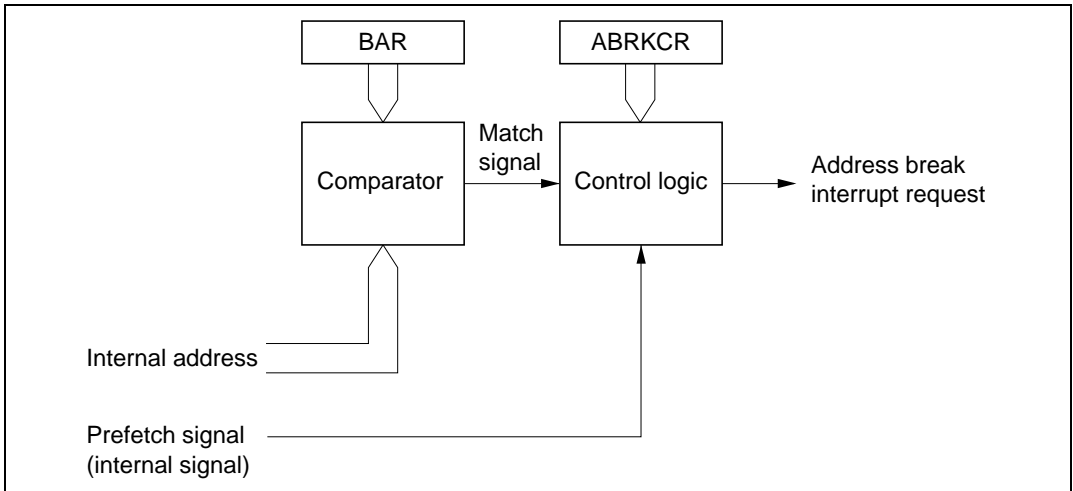 BAR
ABRKCR
Comparator
Match
signal
Control logic
Address break
interrupt request
Internal address
Prefetch signal
(internal signal)